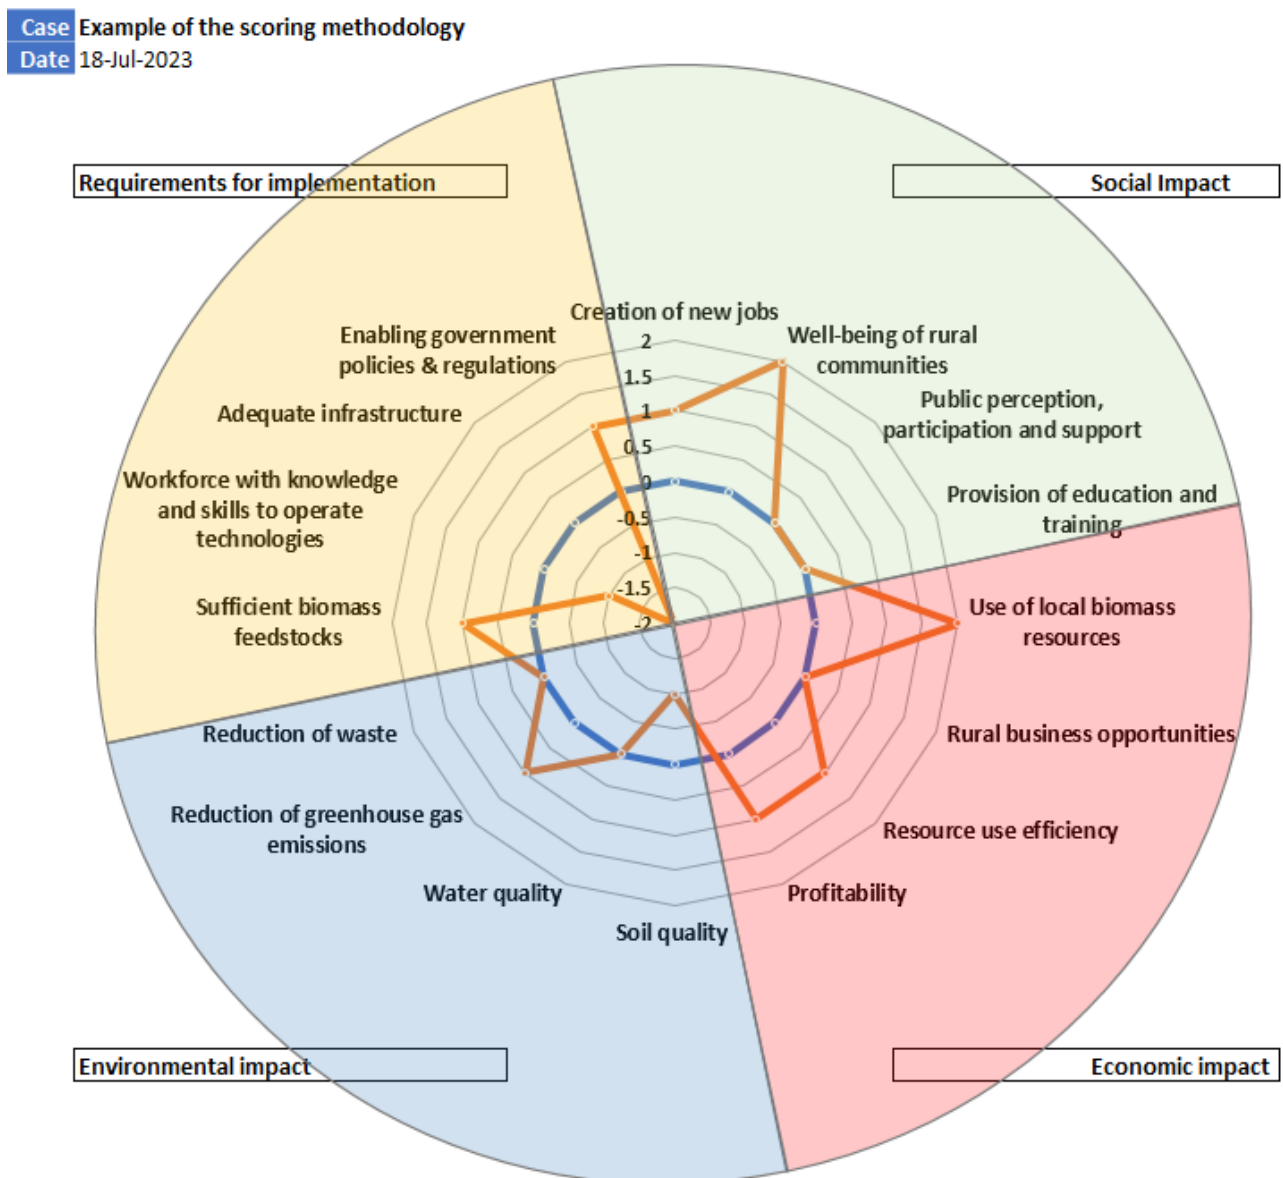 Case Example of the scoring methodology
Date 18-Jul-2023
Requirements for implementation
Social Impact
Creation of new jobs
Enabling government
policies & regulations
Well-being of rural
communities
Adequate infrastructure
Public perception,
participation and support
Workforce with knowledge
and skills to operate
technologies
Provision of education and
training
2
1.5
1
0.5
0
-0.5
-1
-1.5
-2
Sufficient biomass
feedstocks
Use of local biomass
resources
Reduction of waste
Rural business opportunities
Reduction of greenhouse gas
emissions
Resource use efficiency
Water quality
Profitability
Soil quality
Environmental impact
Economic impact